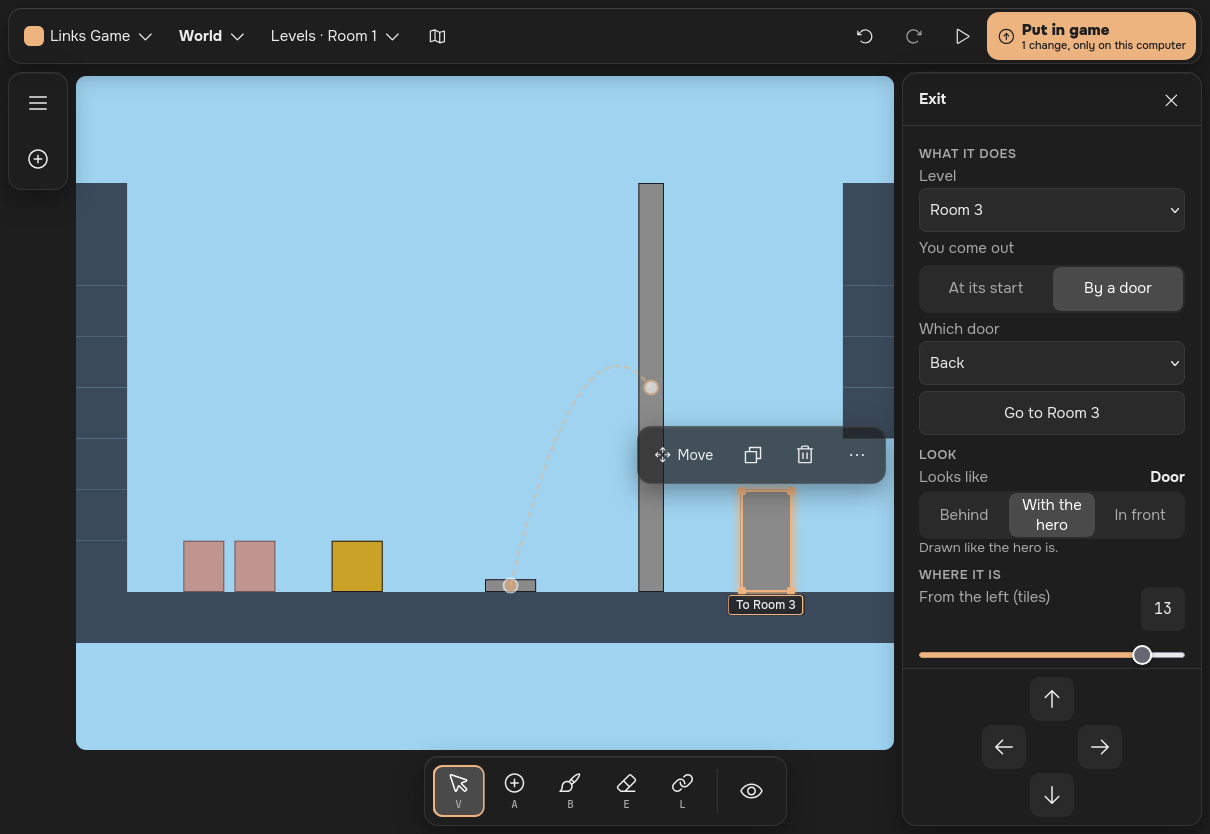 Links Game
World
Levels · Room 1
Put in game
1 change, only on this computer
Exit
WHAT IT DOES
Level
Room 3
You come out
At its start
By a door
Which door
Back
Go to Room 3
LOOK
Looks like
Door
Behind
With the
hero
In front
Drawn like the hero is.
WHERE IT IS
From the left (tiles)
13
Move
To Room 3
V
A
B
E
L